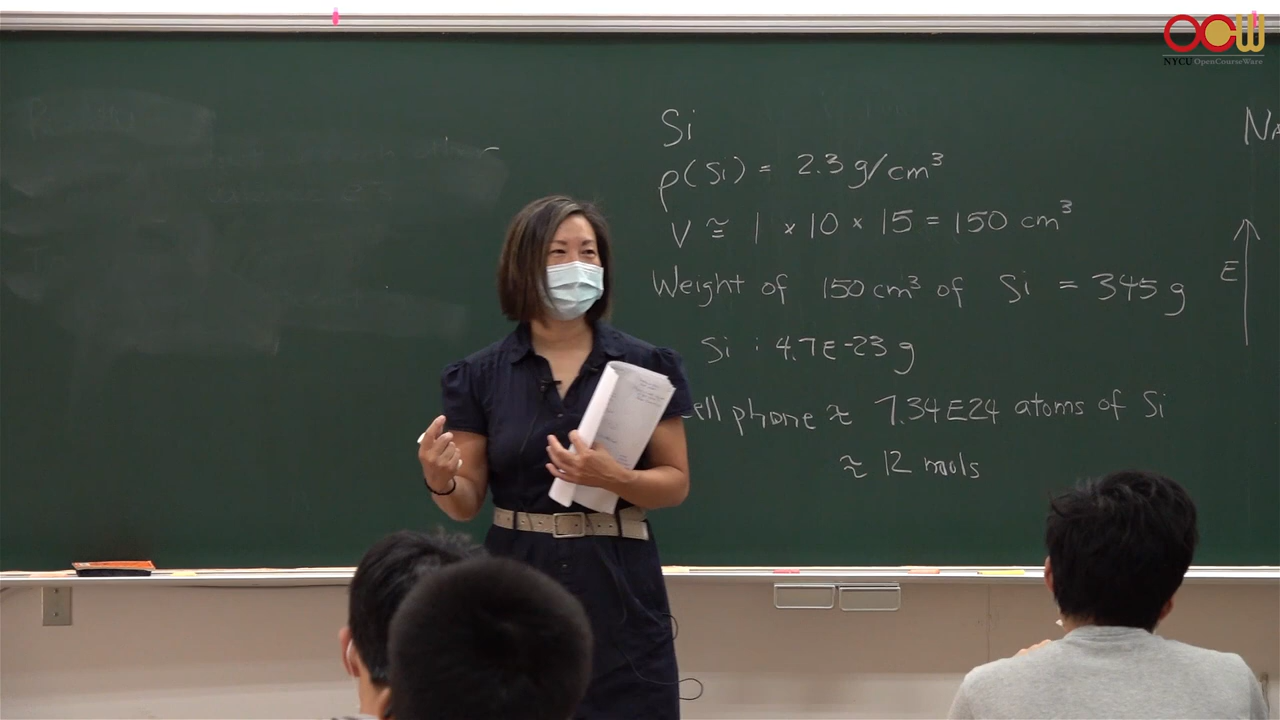 OCW
NYCU OpenCourseWare
Si
ρ(Si) = 2.3 g/cm³
V ≅ 1 × 10 × 15 = 150 cm³
Weight of 150 cm³ of Si = 345 g
Si : 4.7E-23 g
ell phone ≈ 7.34E24 atoms of Si
≈ 12 mols
E